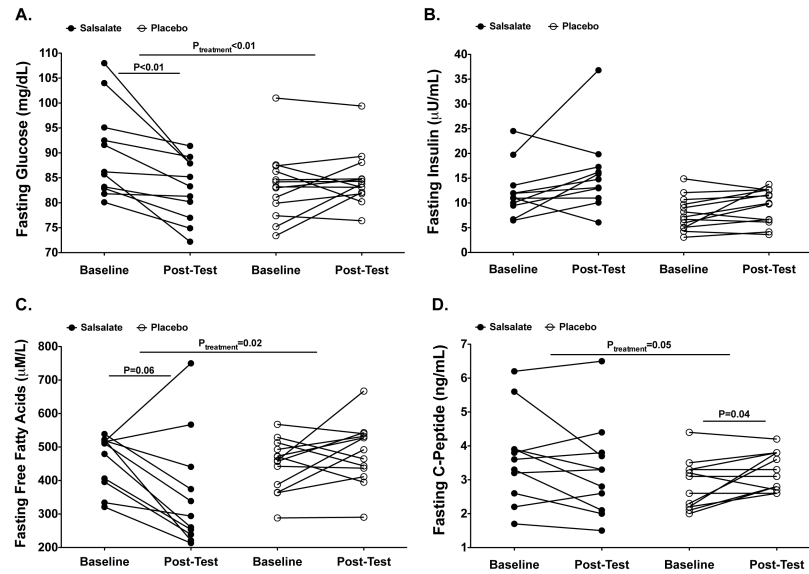 A.
Salsalate Placebo
P_treatment<0.01
P<0.01
Fasting Glucose (mg/dL)
110
105
100
95
90
85
80
75
70
Baseline Post-Test Baseline Post-Test
B.
Salsalate Placebo
Fasting Insulin (µU/mL)
40
35
30
25
20
15
10
5
0
Baseline Post-Test Baseline Post-Test
C.
Salsalate Placebo
P_treatment=0.02
P=0.06
Fasting Free Fatty Acids (µM/L)
800
700
600
500
400
300
200
Baseline Post-Test Baseline Post-Test
D.
Salsalate Placebo
P_treatment=0.05
P=0.04
Fasting C-Peptide (ng/mL)
7
6
5
4
3
2
1
Baseline Post-Test Baseline Post-Test